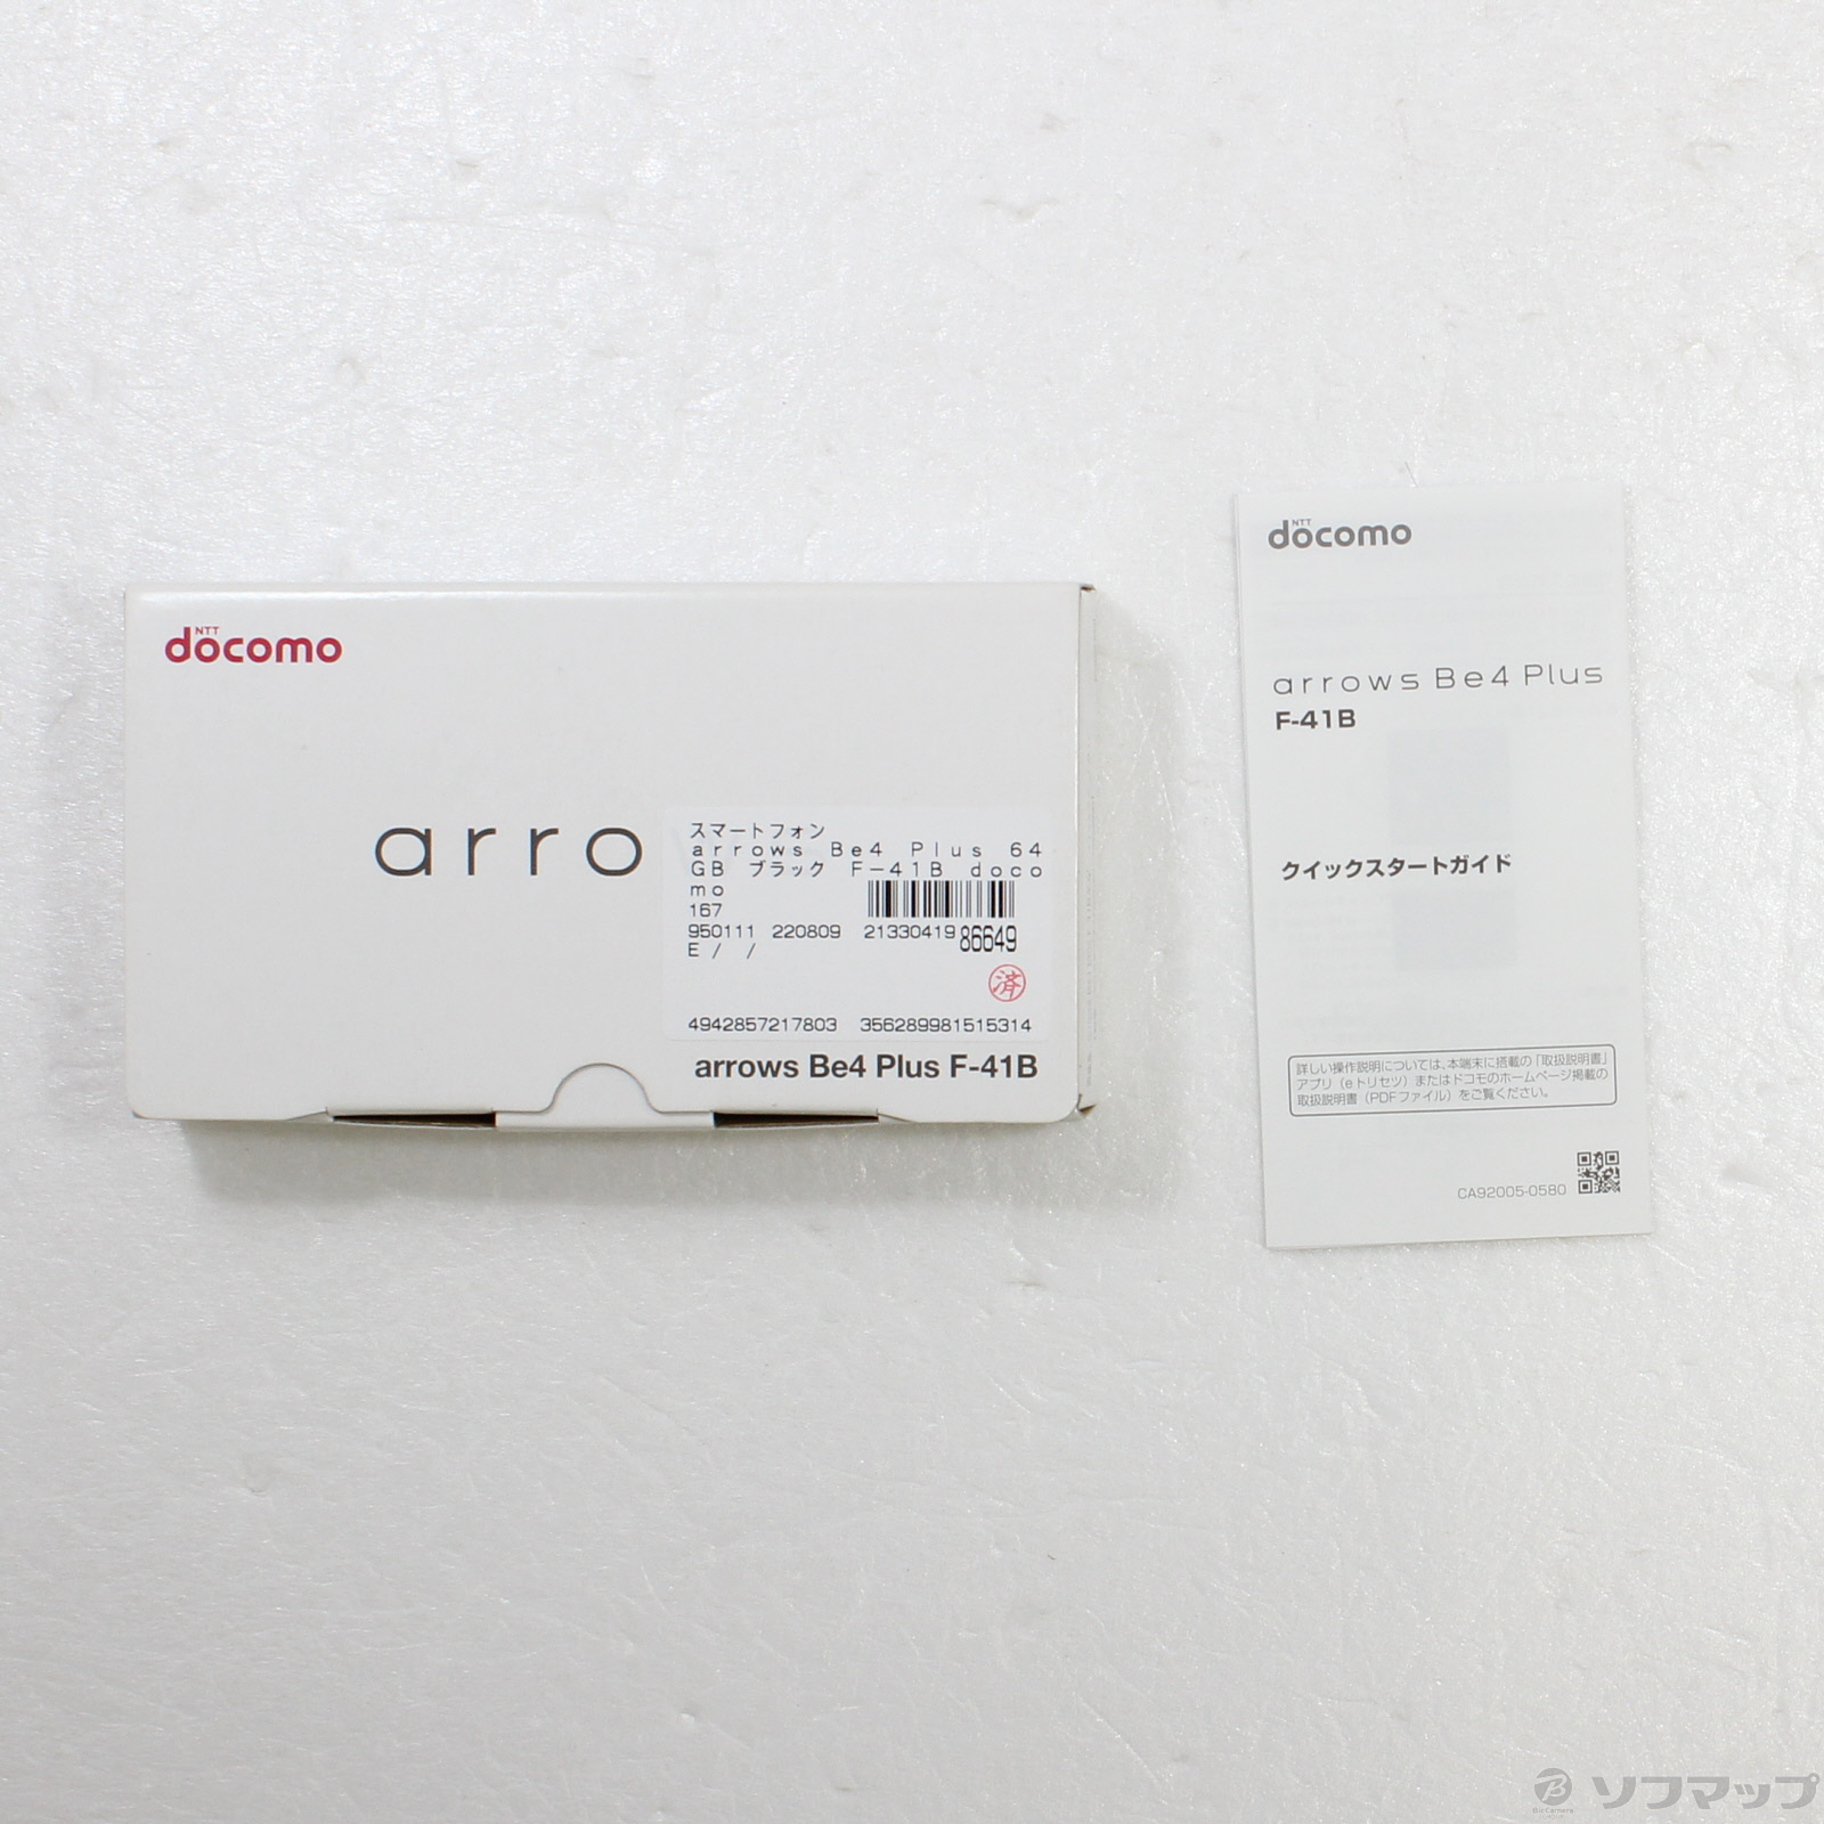 NTT
docomo
arro
スマートフォン
arrows Be4 Plus 64
GB ブラック F-41B doco
mo
167
950111 220809 21330419 86649
E / /
済
4942857217803 356289981515314
arrows Be4 Plus F-41B
NTT
docomo
arrows Be4 Plus
F-41B
クイックスタートガイド
詳しい操作説明については、本端末に搭載の「取扱説明書」
アプリ（eトリセツ）またはドコモのホームページ掲載の
取扱説明書（PDFファイル）をご覧ください。
CA92005-0580
B
BicCamera
ソフマップ